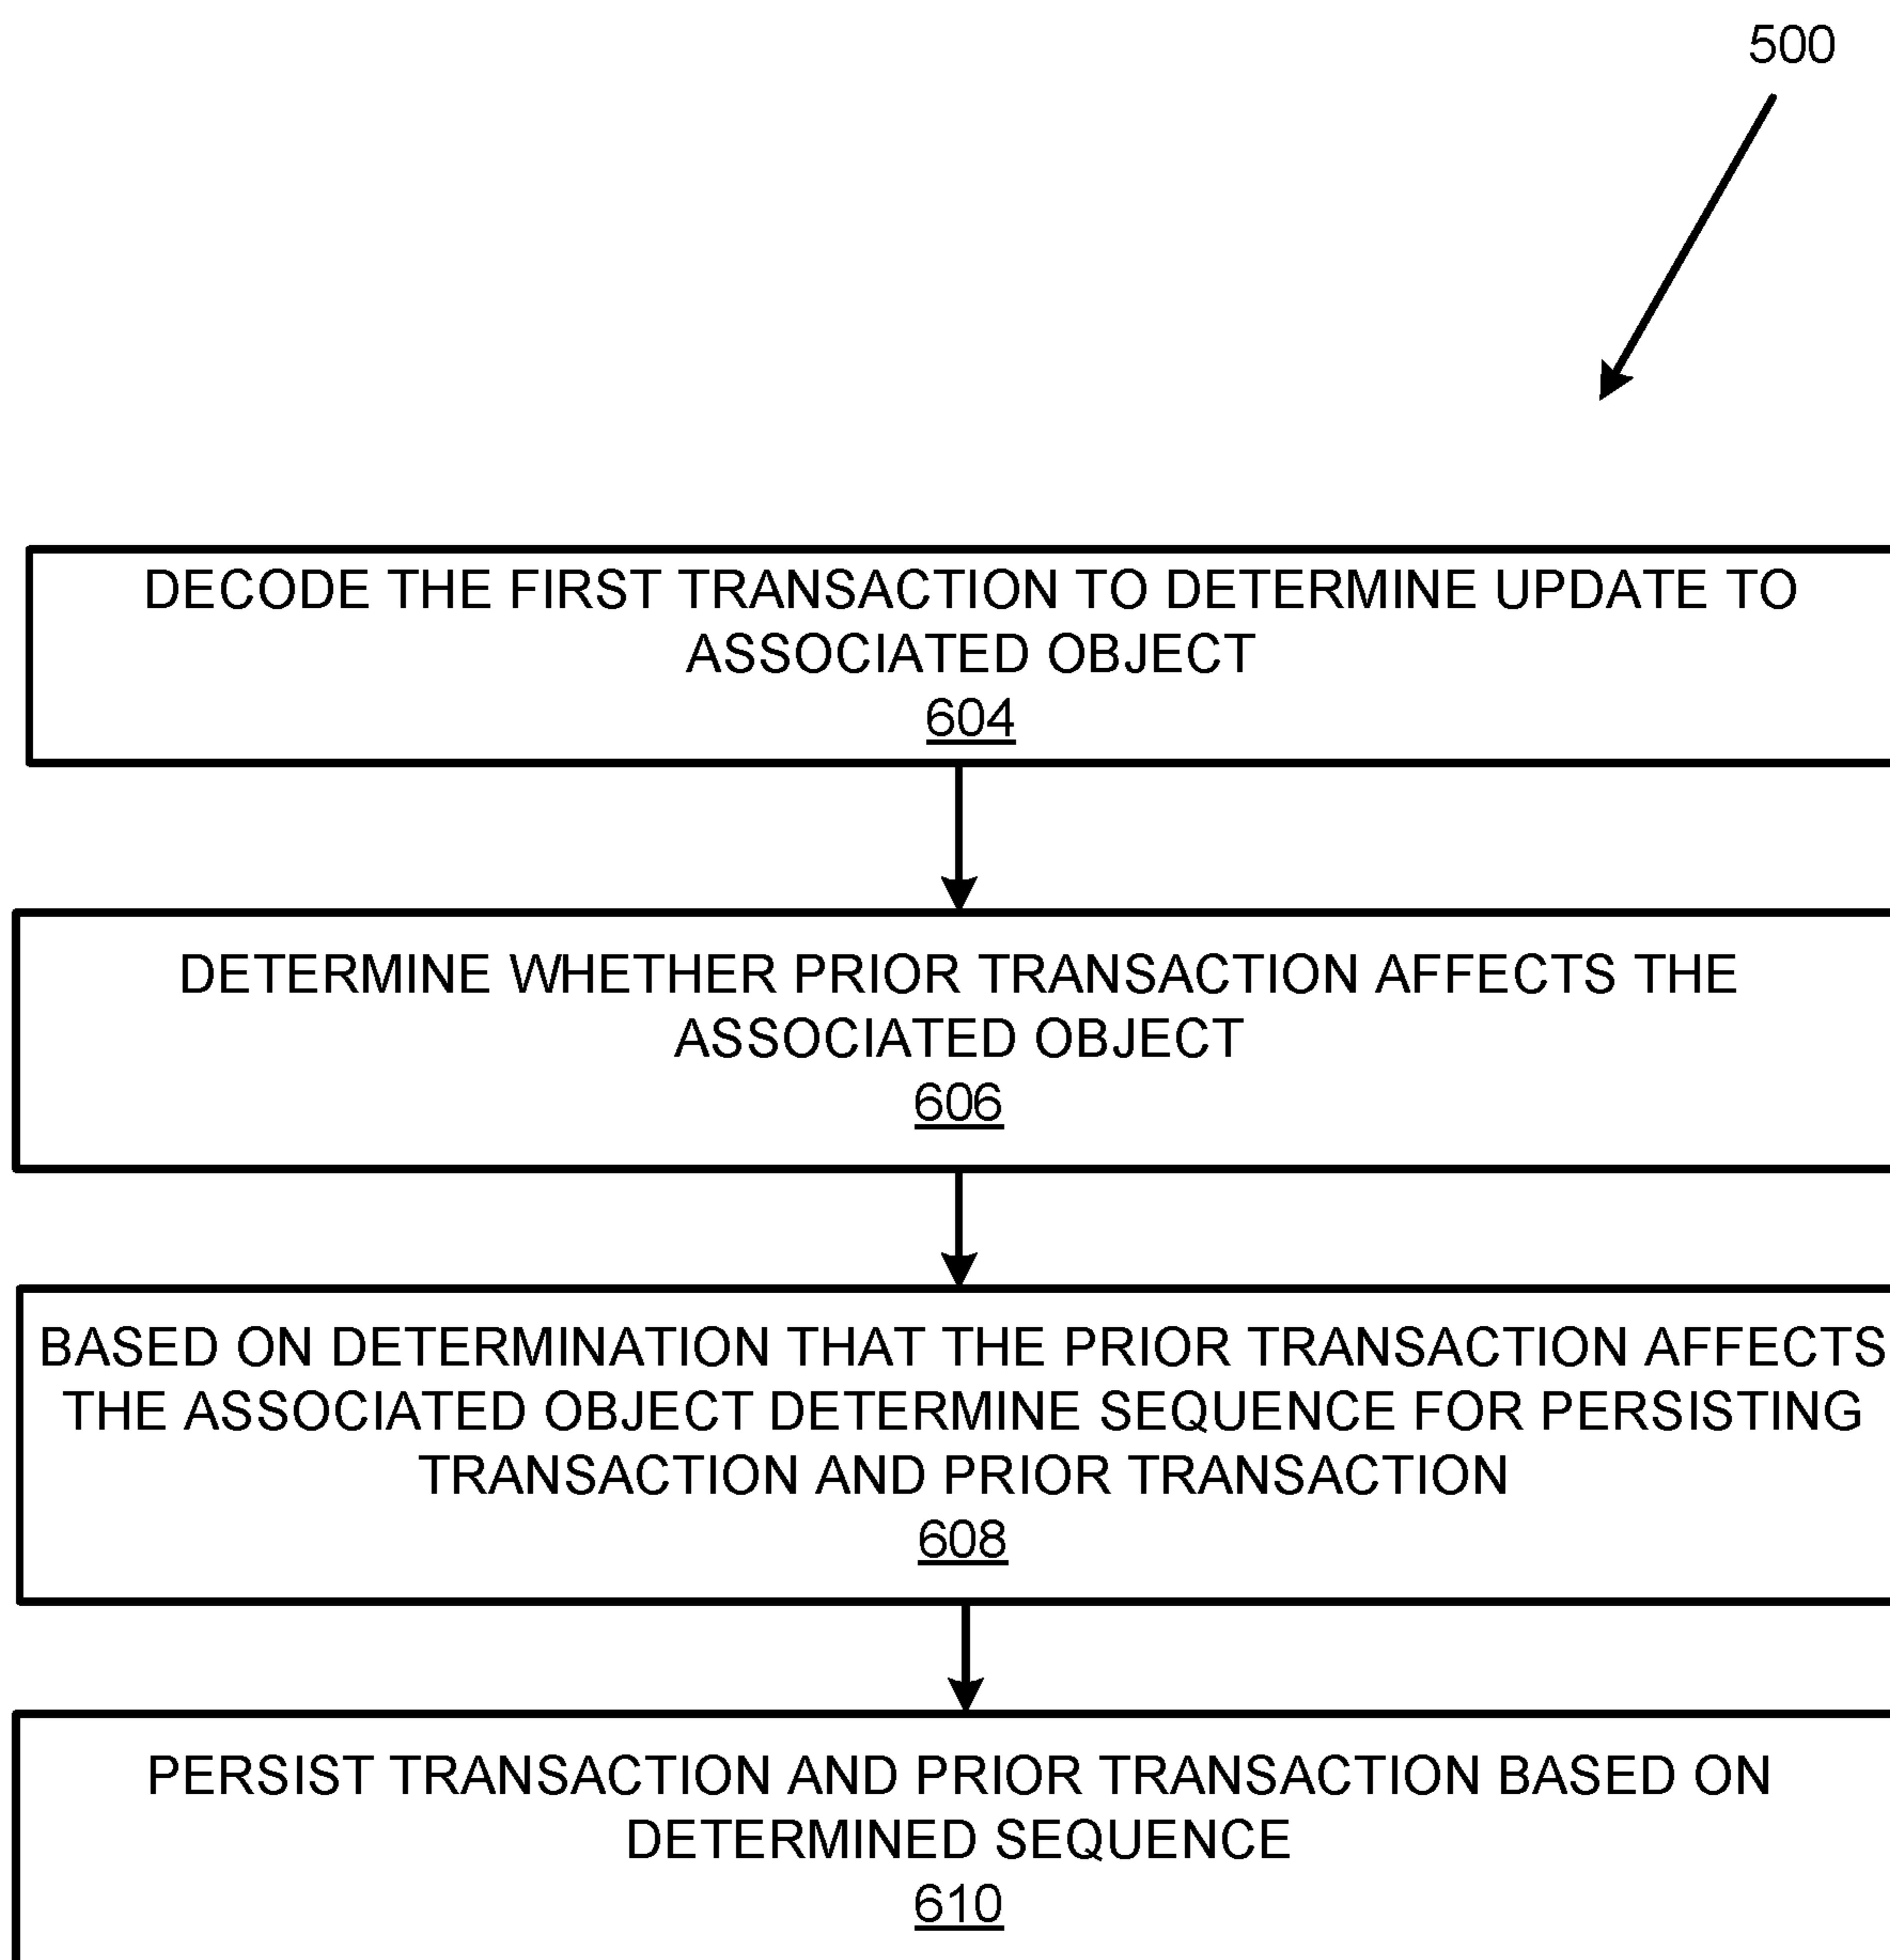 500
DECODE THE FIRST TRANSACTION TO DETERMINE UPDATE TO
ASSOCIATED OBJECT
604
DETERMINE WHETHER PRIOR TRANSACTION AFFECTS THE
ASSOCIATED OBJECT
606
BASED ON DETERMINATION THAT THE PRIOR TRANSACTION AFFECTS
THE ASSOCIATED OBJECT DETERMINE SEQUENCE FOR PERSISTING
TRANSACTION AND PRIOR TRANSACTION
608
PERSIST TRANSACTION AND PRIOR TRANSACTION BASED ON
DETERMINED SEQUENCE
610